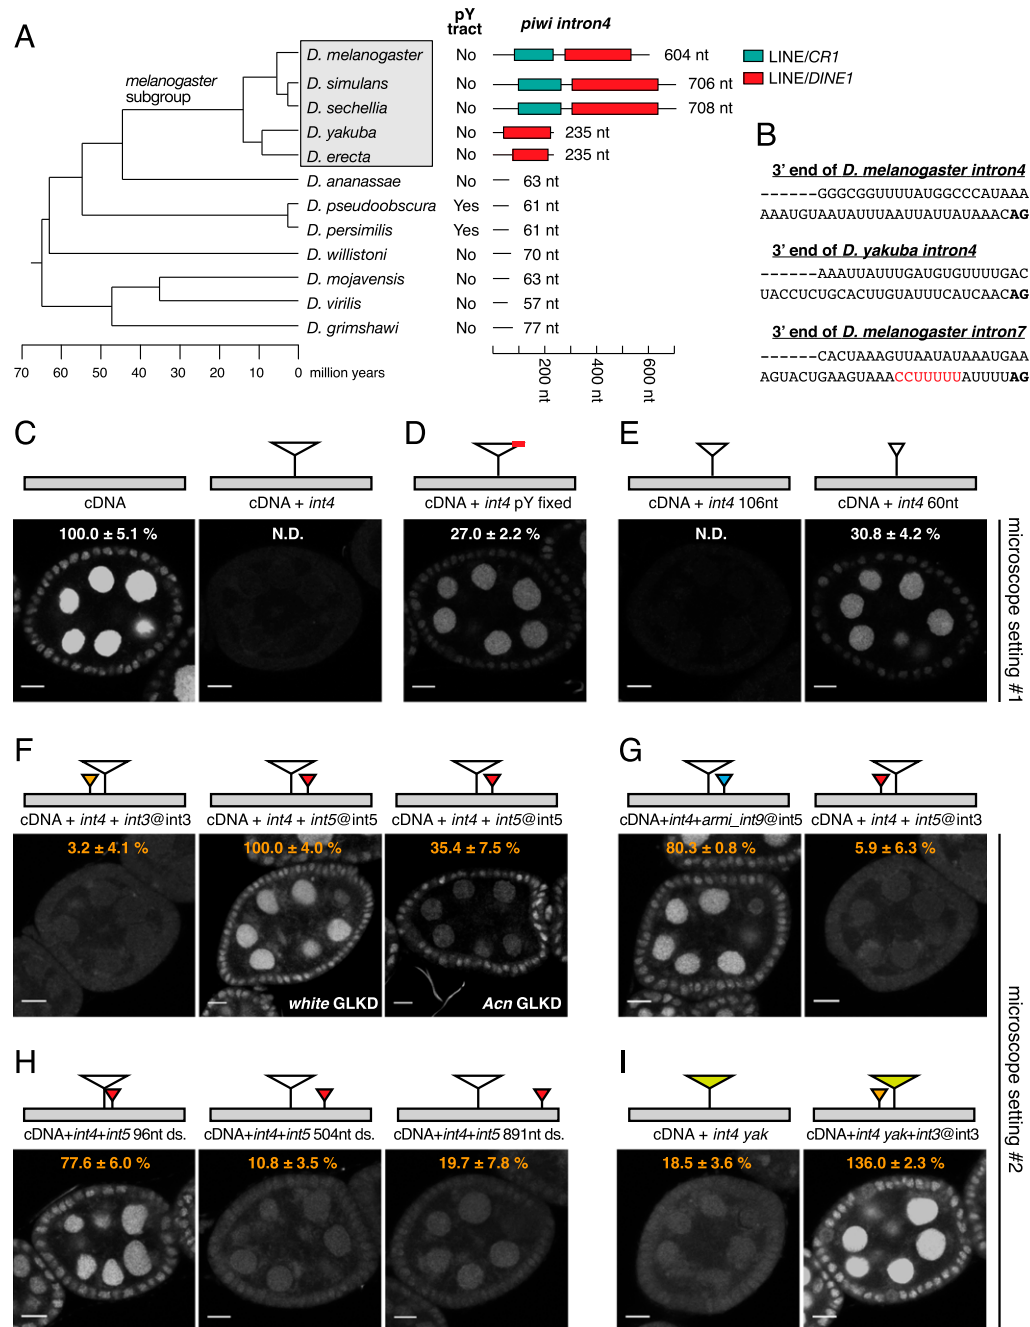 A
pY tract
piwi intron4
melanogaster subgroup
D. melanogaster No 604 nt
D. simulans No 706 nt
D. sechellia No 708 nt
D. yakuba No 235 nt
D. erecta No 235 nt
D. ananassae No 63 nt
D. pseudoobscura Yes 61 nt
D. persimilis Yes 61 nt
D. willistoni No 70 nt
D. mojavensis No 63 nt
D. virilis No 57 nt
D. grimshawi No 77 nt
70 60 50 40 30 20 10 0 million years
200 nt 400 nt 600 nt
LINE/CR1
LINE/DINE1
B
3' end of D. melanogaster intron4
------GGGCGGUUUUAUGGCCCAUAAA
AAAUGUAAUAUUUAAUUAUUAUAAACAG
3' end of D. yakuba intron4
------AAAUUAUUUGAUGUGUUUUGAC
UACCUCUGCACUUGUAUUUCAUCAACAG
3' end of D. melanogaster intron7
------CACUAAAGUUAAUAUAAAUGAA
AGUACUGAAGUAAACCUUUUUAUUUUAG
C
cDNA
100.0 ± 5.1 %
cDNA + int4
N.D.
D
cDNA + int4 pY fixed
27.0 ± 2.2 %
E
cDNA + int4 106nt
N.D.
cDNA + int4 60nt
30.8 ± 4.2 %
microscope setting #1
F
cDNA + int4 + int3@int3
3.2 ± 4.1 %
cDNA + int4 + int5@int5
100.0 ± 4.0 %
white GLKD
cDNA + int4 + int5@int5
35.4 ± 7.5 %
Acn GLKD
G
cDNA+int4+armi_int9@int5
80.3 ± 0.8 %
cDNA + int4 + int5@int3
5.9 ± 6.3 %
H
cDNA+int4+int5 96nt ds.
77.6 ± 6.0 %
cDNA+int4+int5 504nt ds.
10.8 ± 3.5 %
cDNA+int4+int5 891nt ds.
19.7 ± 7.8 %
I
cDNA + int4 yak
18.5 ± 3.6 %
cDNA+int4 yak+int3@int3
136.0 ± 2.3 %
microscope setting #2